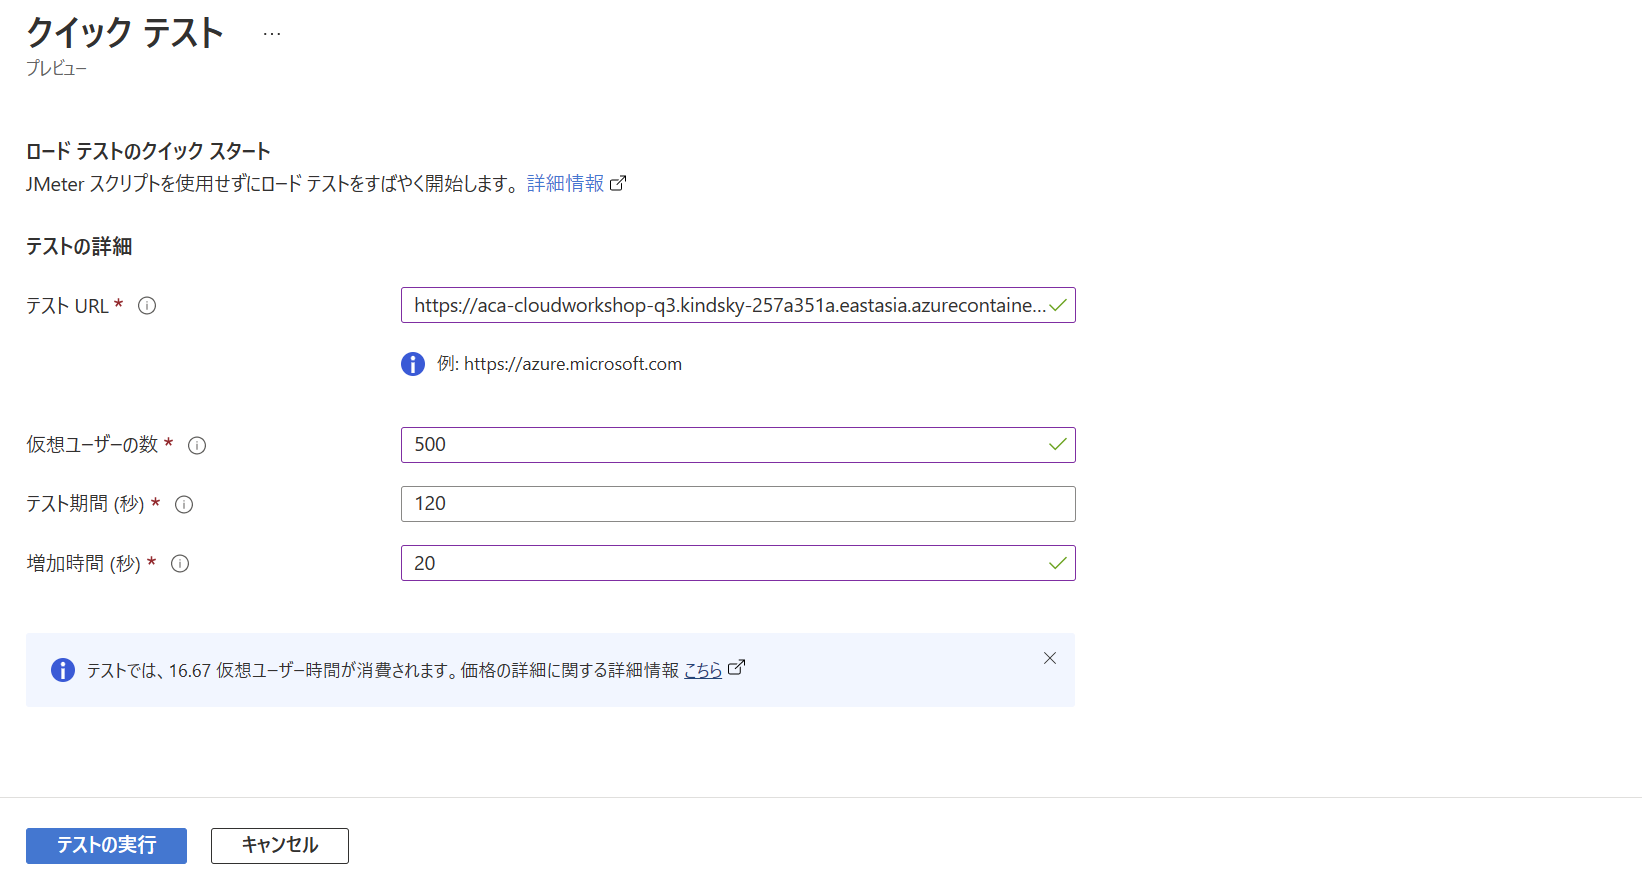 クイック テスト ...
プレビュー
ロード テストのクイック スタート
JMeter スクリプトを使用せずにロード テストをすばやく開始します。 詳細情報
テストの詳細
テスト URL *
https://aca-cloudworkshop-q3.kindsky-257a351a.eastasia.azurecontaine...
例: https://azure.microsoft.com
仮想ユーザーの数 *
500
テスト期間 (秒) *
120
増加時間 (秒) *
20
テストでは、16.67 仮想ユーザー時間が消費されます。価格の詳細に関する詳細情報 こちら
テストの実行
キャンセル